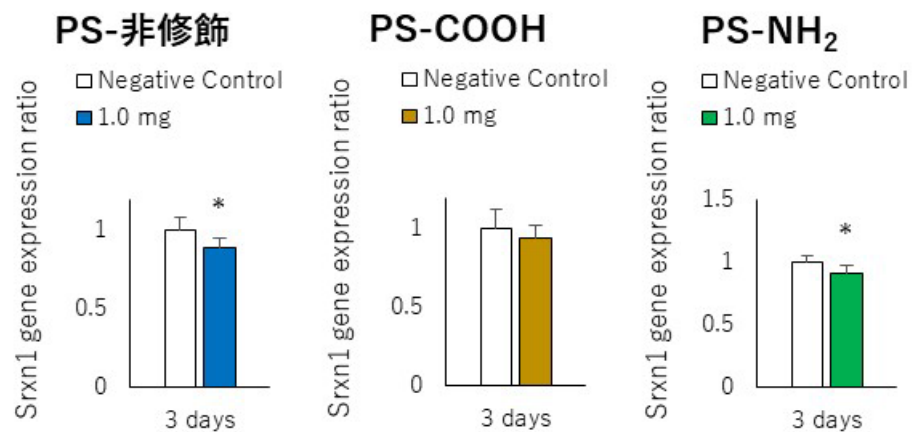 PS-非修飾
Negative Control
1.0 mg
Srxn1 gene expression ratio
*
1
0.5
0
3 days
PS-COOH
Negative Control
1.0 mg
Srxn1 gene expression ratio
1
0.5
0
3 days
PS-NH₂
Negative Control
1.0 mg
Srxn1 gene expression ratio
1.5
*
1
0.5
0
3 days